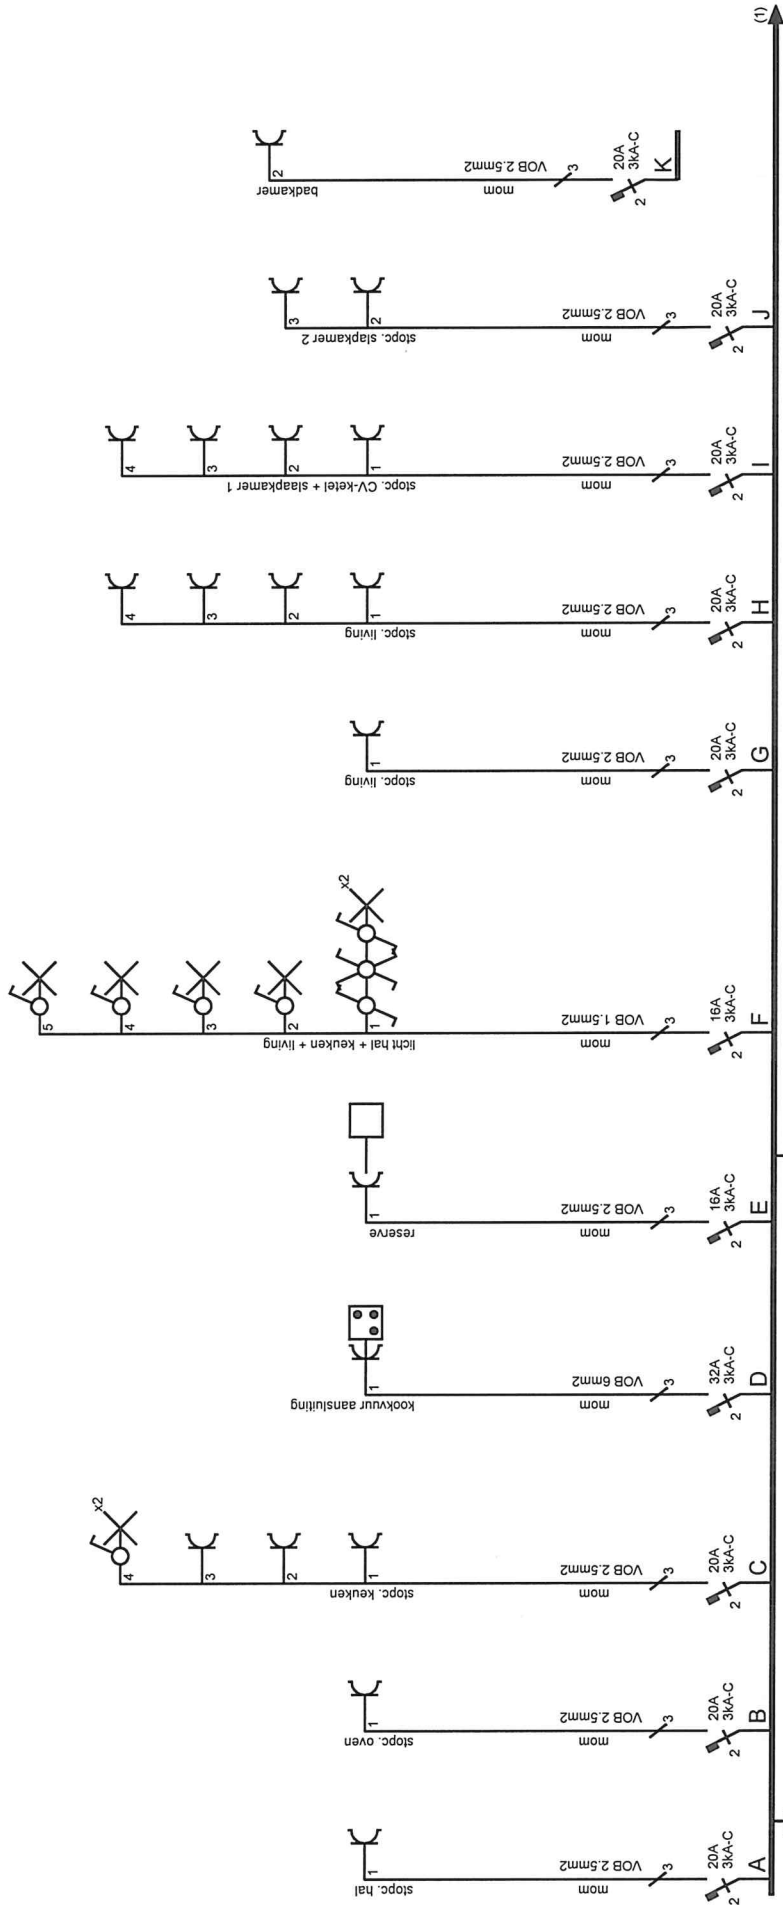 (1)
2
badkamer
mom
VOB 2.5mm2
3
20A
3kA-C
2
K
3
2
stopc. slapkamer 2
mom
VOB 2.5mm2
3
20A
3kA-C
2
J
4
3
2
1
stopc. CV-ketel + slaapkamer 1
mom
VOB 2.5mm2
3
20A
3kA-C
2
I
4
3
2
1
stopc. living
mom
VOB 2.5mm2
3
20A
3kA-C
2
H
1
stopc. living
mom
VOB 2.5mm2
3
20A
3kA-C
2
G
5
4
3
2
1
x2
licht hal + keuken + living
mom
VOB 1.5mm2
3
16A
3kA-C
2
F
1
reserve
mom
VOB 2.5mm2
3
16A
3kA-C
2
E
1
kookvuur aansluiting
mom
VOB 6mm2
3
32A
3kA-C
2
D
x2
4
3
2
1
stopc. keuken
mom
VOB 2.5mm2
3
20A
3kA-C
2
C
1
stopc. oven
mom
VOB 2.5mm2
3
20A
3kA-C
2
B
1
stopc. hal
mom
VOB 2.5mm2
3
20A
3kA-C
2
A